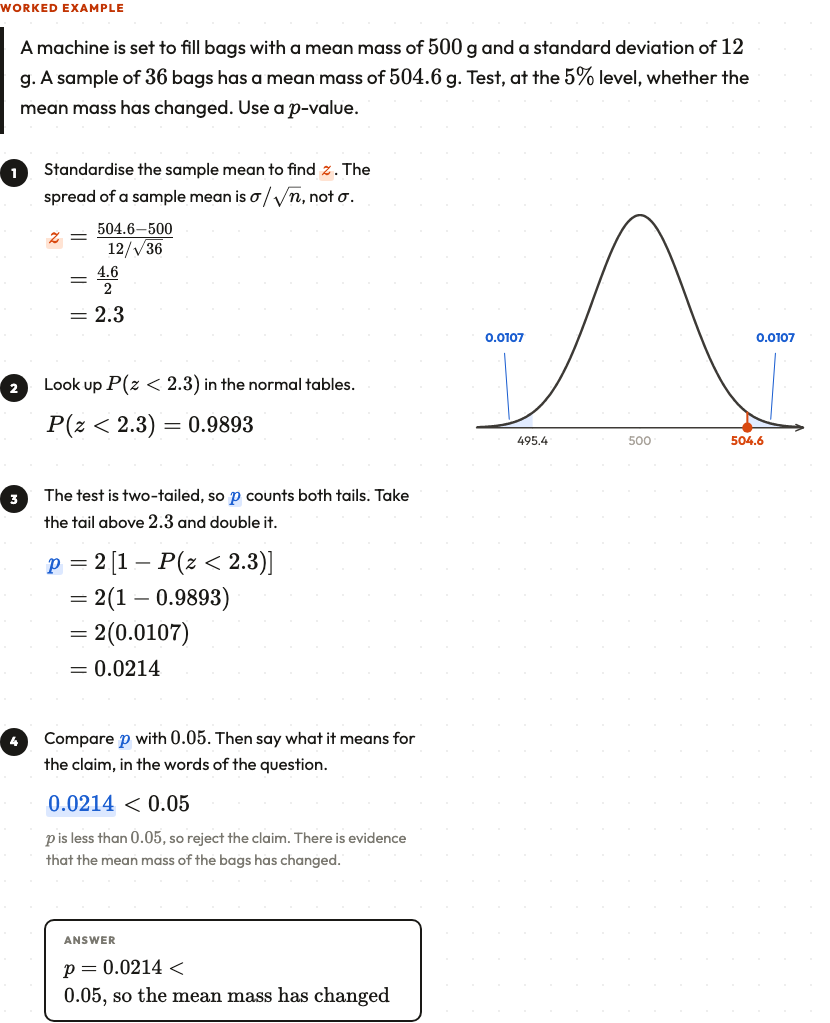 WORKED EXAMPLE
A machine is set to fill bags with a mean mass of 500 g and a standard deviation of 12
g. A sample of 36 bags has a mean mass of 504.6 g. Test, at the 5% level, whether the
mean mass has changed. Use a p-value.
1
Standardise the sample mean to find z. The
spread of a sample mean is σ/√n, not σ.
z = (504.6−500)/(12/√36)
= 4.6/2
= 2.3
2
Look up P(z < 2.3) in the normal tables.
P(z < 2.3) = 0.9893
3
The test is two-tailed, so p counts both tails. Take
the tail above 2.3 and double it.
p = 2 [1 − P(z < 2.3)]
= 2(1 − 0.9893)
= 2(0.0107)
= 0.0214
4
Compare p with 0.05. Then say what it means for
the claim, in the words of the question.
0.0214 < 0.05
p is less than 0.05, so reject the claim. There is evidence
that the mean mass of the bags has changed.
ANSWER
p = 0.0214 <
0.05, so the mean mass has changed
0.0107 0.0107
495.4 500 504.6